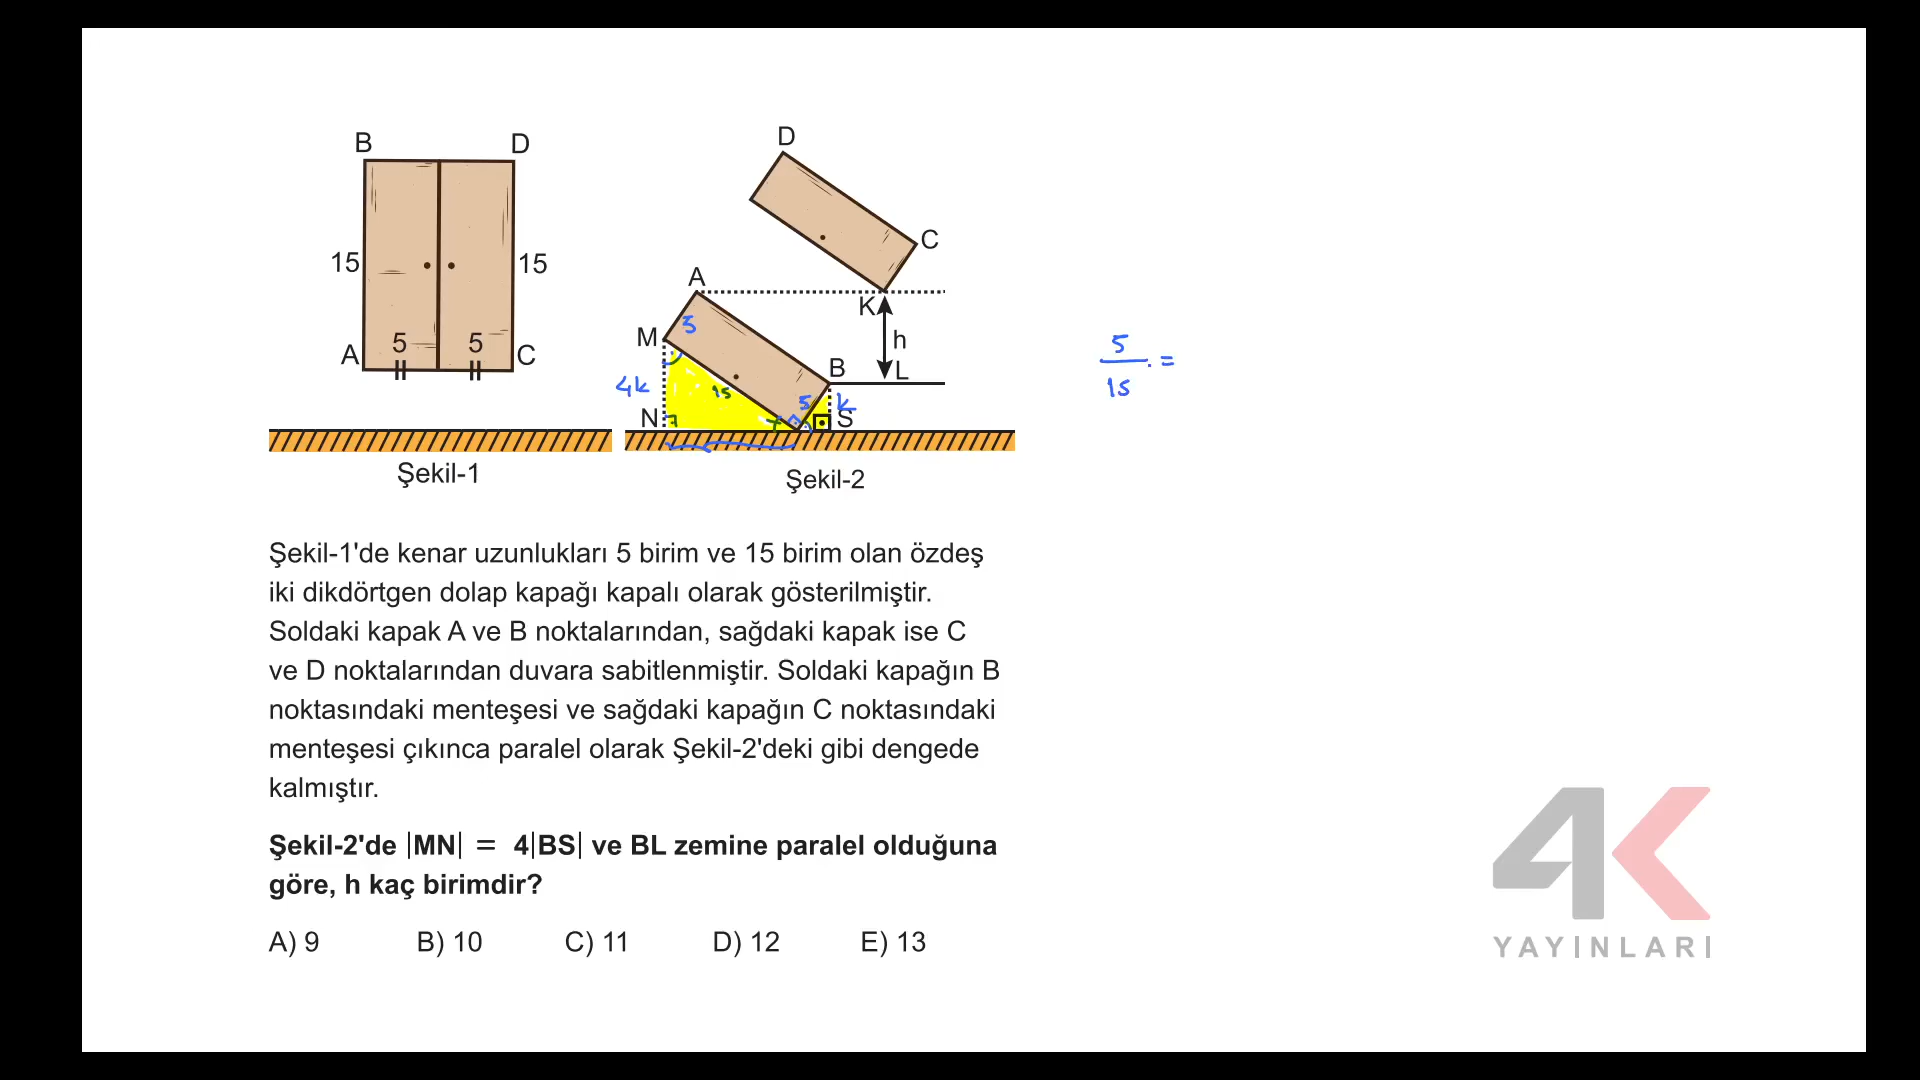 B
D
15
15
5
5
A
C
Şekil-1
D
C
A
K
M
5
h
B
L
4k
15
5
k
N
x
S
Şekil-2
5
15
=
Şekil-1'de kenar uzunlukları 5 birim ve 15 birim olan özdeş
iki dikdörtgen dolap kapağı kapalı olarak gösterilmiştir.
Soldaki kapak A ve B noktalarından, sağdaki kapak ise C
ve D noktalarından duvara sabitlenmiştir. Soldaki kapağın B
noktasındaki menteşesi ve sağdaki kapağın C noktasındaki
menteşesi çıkınca paralel olarak Şekil-2'deki gibi dengede
kalmıştır.
Şekil-2'de |MN| = 4|BS| ve BL zemine paralel olduğuna
göre, h kaç birimdir?
A) 9 B) 10 C) 11 D) 12 E) 13
4K
YAYINLARI